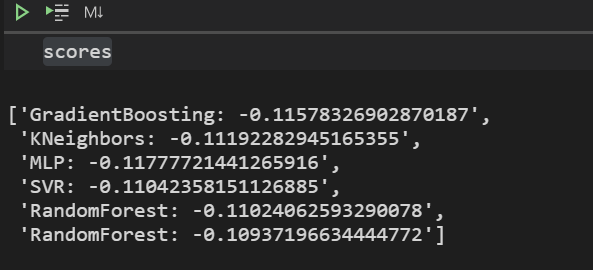 M↓
scores
['GradientBoosting: -0.11578326902870187',
'KNeighbors: -0.11192282945165355',
'MLP: -0.11777721441265916',
'SVR: -0.11042358151126885',
'RandomForest: -0.11024062593290078',
'RandomForest: -0.10937196634444772']